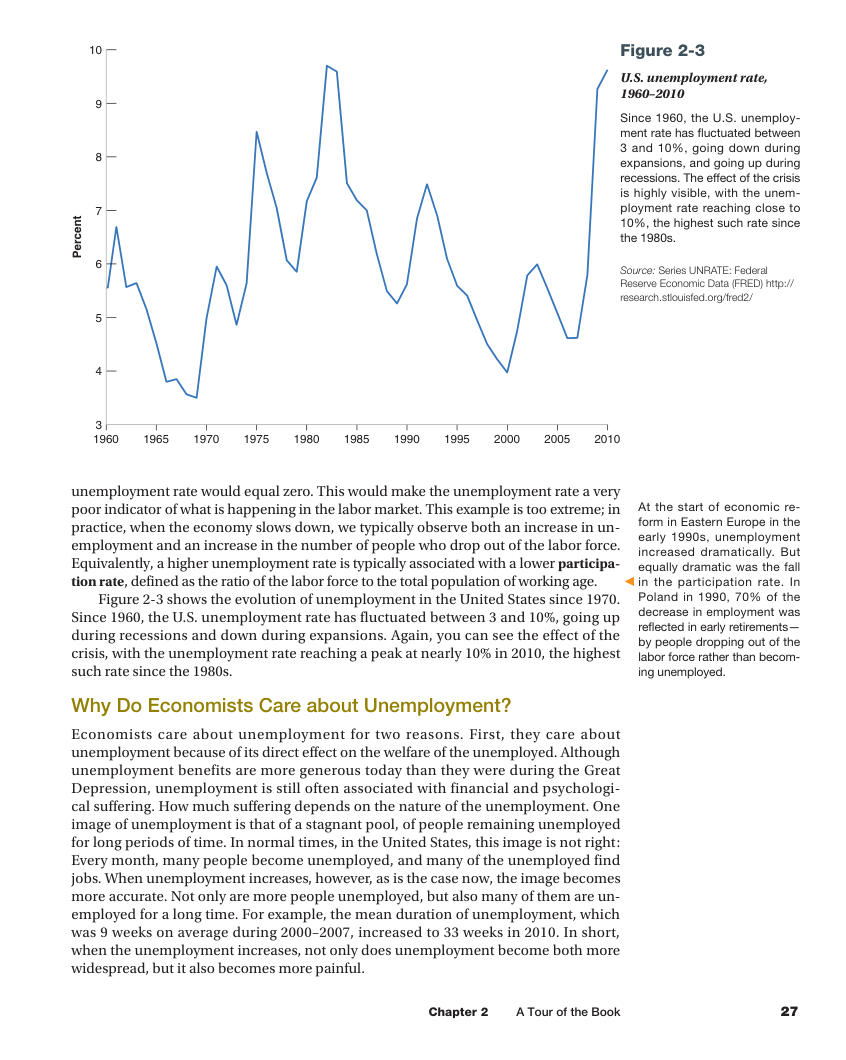 10
9
8
7
6
5
4
3
Percent
1960 1965 1970 1975 1980 1985 1990 1995 2000 2005 2010
Figure 2-3
U.S. unemployment rate,
1960–2010
Since 1960, the U.S. unemploy-
ment rate has fluctuated between
3 and 10%, going down during
expansions, and going up during
recessions. The effect of the crisis
is highly visible, with the unem-
ployment rate reaching close to
10%, the highest such rate since
the 1980s.
Source: Series UNRATE: Federal
Reserve Economic Data (FRED) http://
research.stlouisfed.org/fred2/
unemployment rate would equal zero. This would make the unemployment rate a very
poor indicator of what is happening in the labor market. This example is too extreme; in
practice, when the economy slows down, we typically observe both an increase in un-
employment and an increase in the number of people who drop out of the labor force.
Equivalently, a higher unemployment rate is typically associated with a lower participa-
tion rate, defined as the ratio of the labor force to the total population of working age.
Figure 2-3 shows the evolution of unemployment in the United States since 1970.
Since 1960, the U.S. unemployment rate has fluctuated between 3 and 10%, going up
during recessions and down during expansions. Again, you can see the effect of the
crisis, with the unemployment rate reaching a peak at nearly 10% in 2010, the highest
such rate since the 1980s.
At the start of economic re-
form in Eastern Europe in the
early 1990s, unemployment
increased dramatically. But
equally dramatic was the fall
in the participation rate. In
Poland in 1990, 70% of the
decrease in employment was
reflected in early retirements—
by people dropping out of the
labor force rather than becom-
ing unemployed.
Why Do Economists Care about Unemployment?
Economists care about unemployment for two reasons. First, they care about
unemployment because of its direct effect on the welfare of the unemployed. Although
unemployment benefits are more generous today than they were during the Great
Depression, unemployment is still often associated with financial and psychologi-
cal suffering. How much suffering depends on the nature of the unemployment. One
image of unemployment is that of a stagnant pool, of people remaining unemployed
for long periods of time. In normal times, in the United States, this image is not right:
Every month, many people become unemployed, and many of the unemployed find
jobs. When unemployment increases, however, as is the case now, the image becomes
more accurate. Not only are more people unemployed, but also many of them are un-
employed for a long time. For example, the mean duration of unemployment, which
was 9 weeks on average during 2000–2007, increased to 33 weeks in 2010. In short,
when the unemployment increases, not only does unemployment become both more
widespread, but it also becomes more painful.
Chapter 2 A Tour of the Book 27